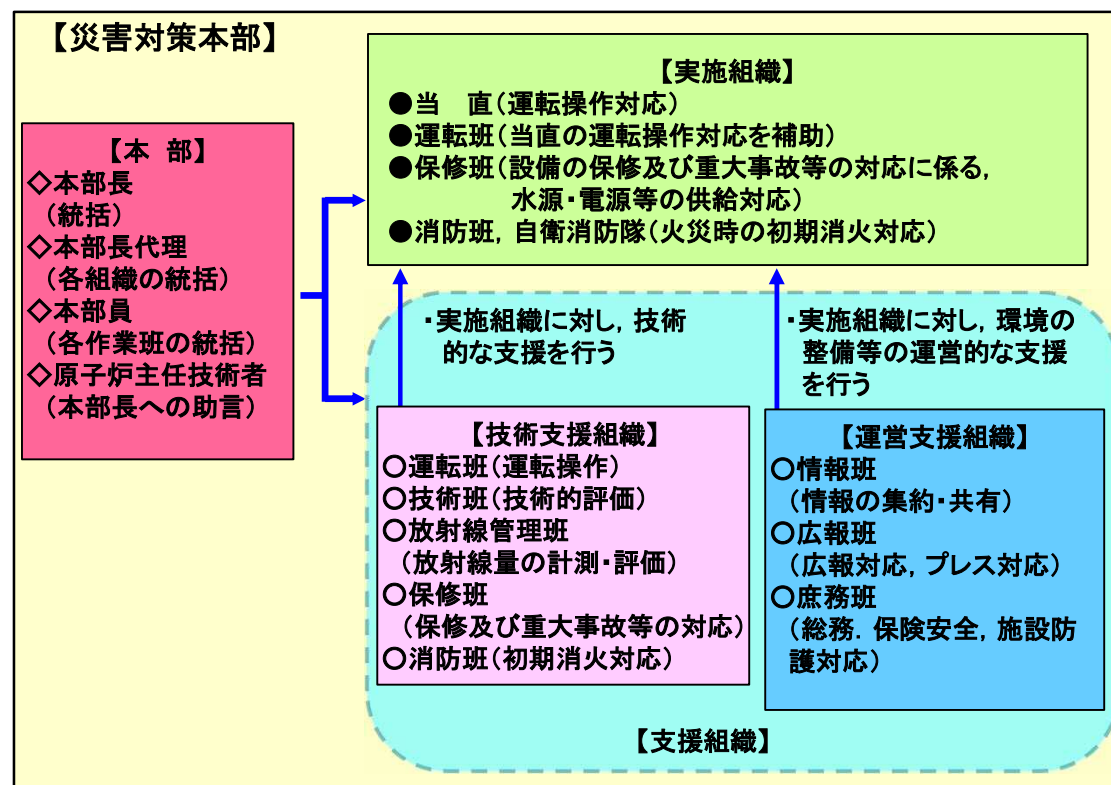 【災害対策本部】
【本 部】
◇本部長
(統括)
◇本部長代理
(各組織の統括)
◇本部員
(各作業班の統括)
◇原子炉主任技術者
(本部長への助言)
【実施組織】
●当 直(運転操作対応)
●運転班(当直の運転操作対応を補助)
●保修班(設備の保修及び重大事故等の対応に係る,
水源・電源等の供給対応)
●消防班, 自衛消防隊(火災時の初期消火対応)
・実施組織に対し, 技術
的な支援を行う
・実施組織に対し, 環境の
整備等の運営的な支援
を行う
【技術支援組織】
○運転班(運転操作)
○技術班(技術的評価)
○放射線管理班
(放射線量の計測・評価)
○保修班
(保修及び重大事故等の対応)
○消防班(初期消火対応)
【運営支援組織】
○情報班
(情報の集約・共有)
○広報班
(広報対応, プレス対応)
○庶務班
(総務. 保険安全, 施設防
護対応)
【支援組織】